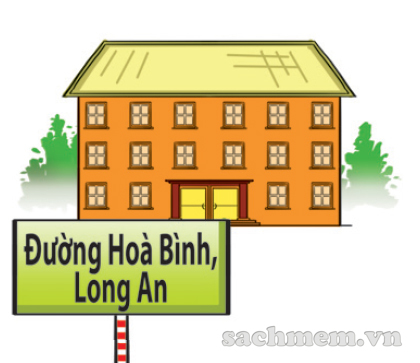 Đường Hoà Bình,
Long An
sachmem.vn